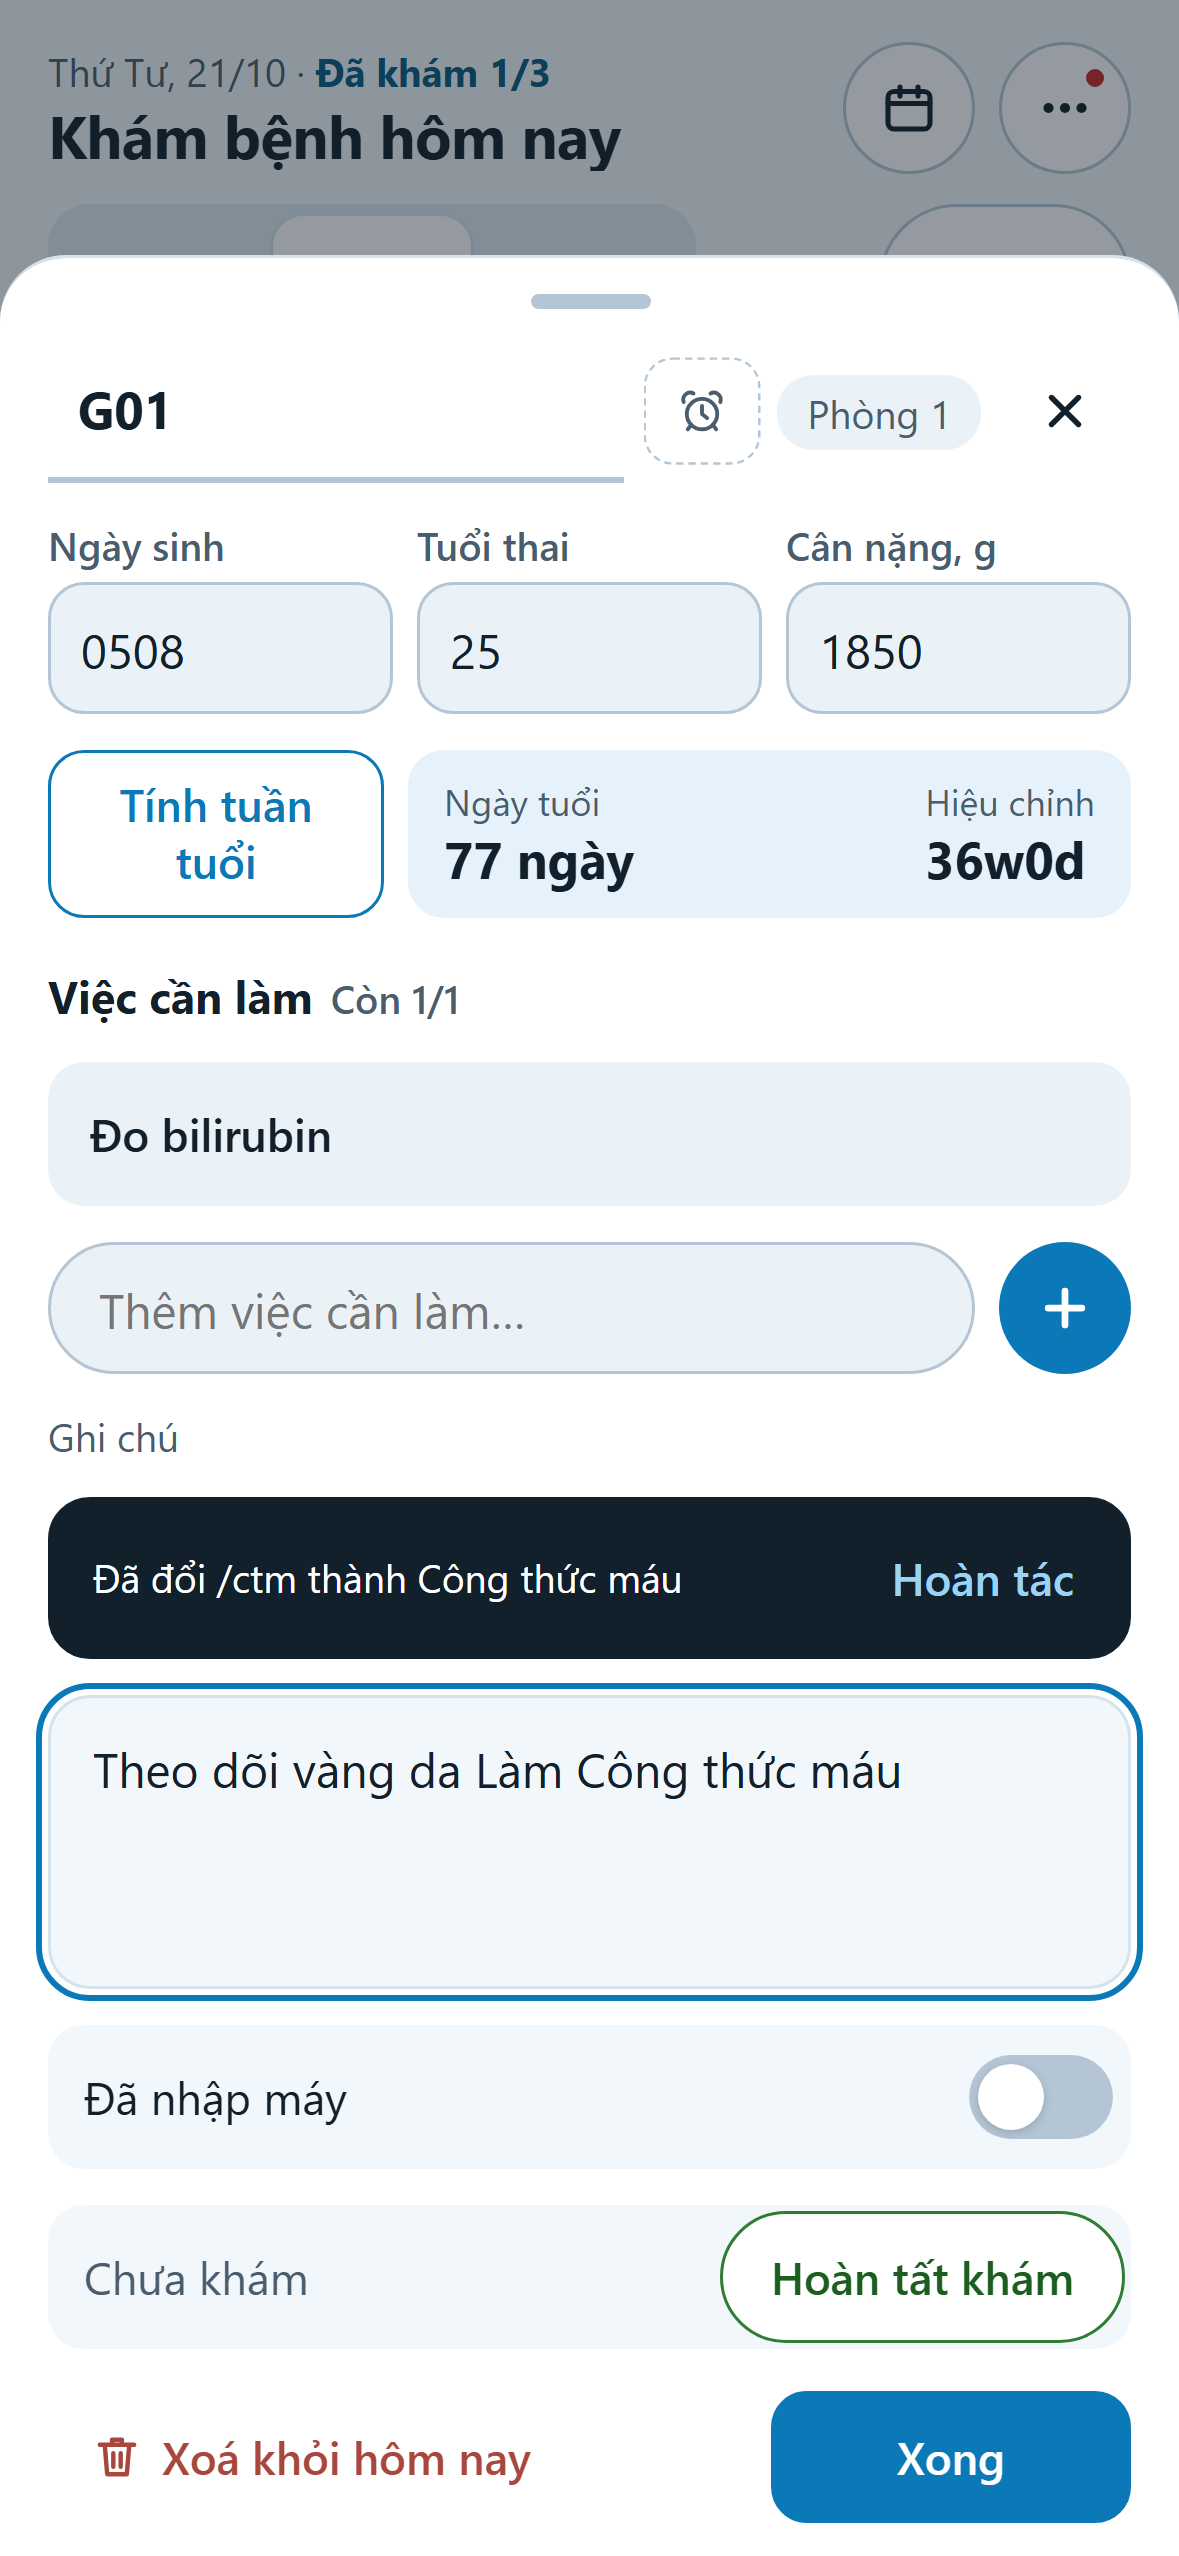 Thứ Tư, 21/10 · Đã khám 1/3
Khám bệnh hôm nay
G01
Phòng 1
Ngày sinh
Tuổi thai
Cân nặng, g
0508
25
1850
Tính tuần
tuổi
Ngày tuổi
Hiệu chỉnh
77 ngày
36w0d
Việc cần làm Còn 1/1
Đo bilirubin
Thêm việc cần làm...
Ghi chú
Đã đổi /ctm thành Công thức máu
Hoàn tác
Theo dõi vàng da Làm Công thức máu
Đã nhập máy
Chưa khám
Hoàn tất khám
Xoá khỏi hôm nay
Xong